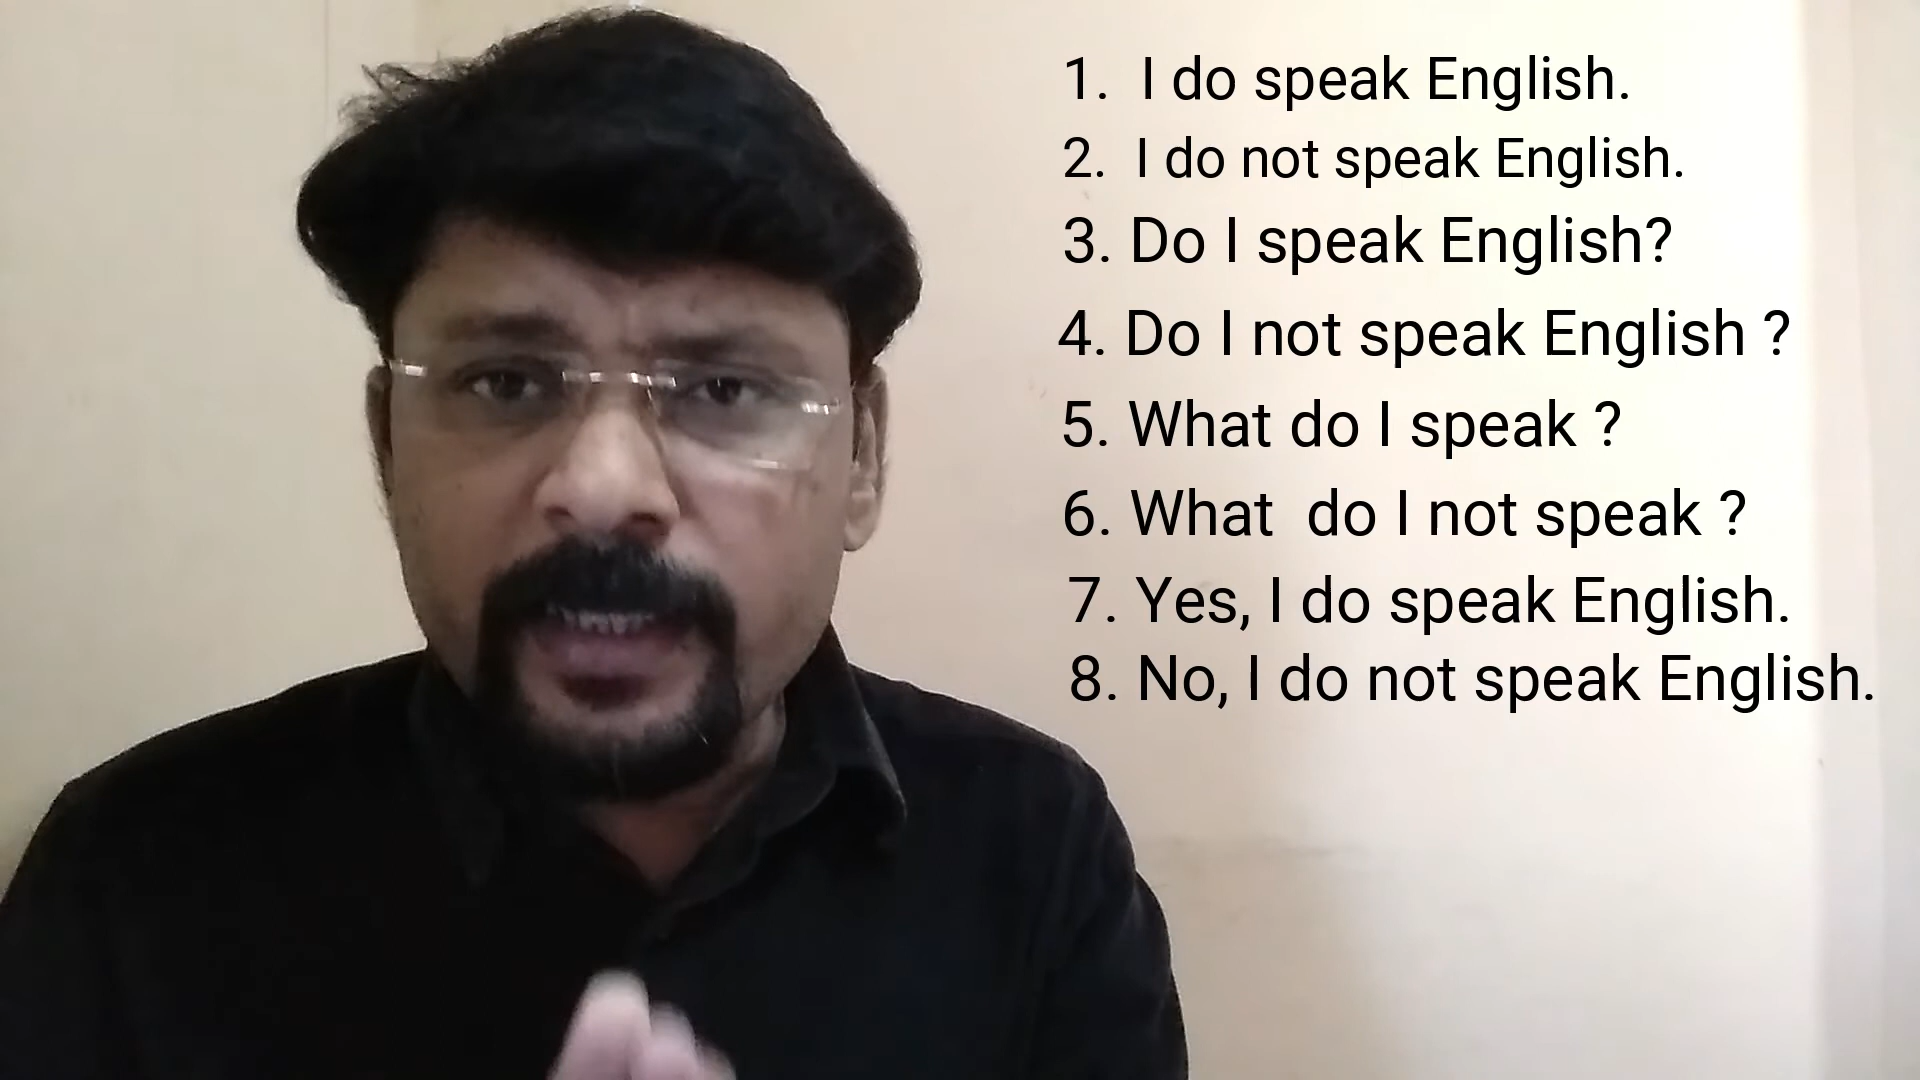 1. I do speak English.
2. I do not speak English.
3. Do I speak English?
4. Do I not speak English ?
5. What do I speak ?
6. What do I not speak ?
7. Yes, I do speak English.
8. No, I do not speak English.